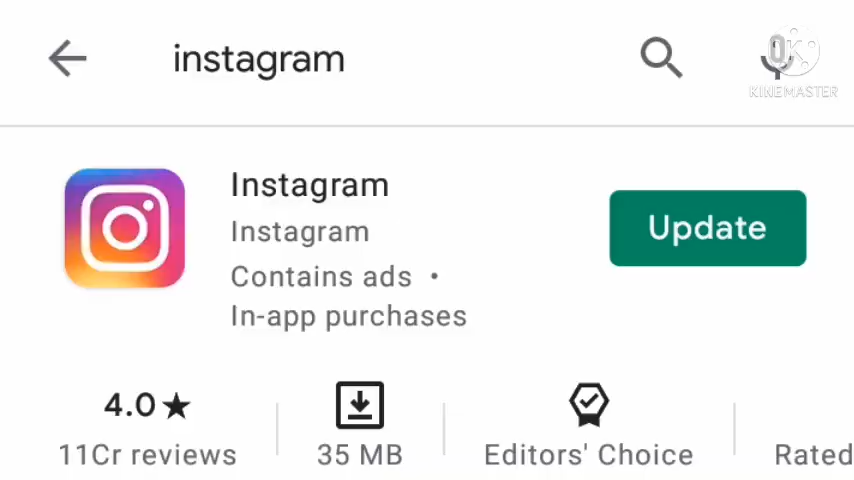 instagram
KINEMASTER
Instagram
Instagram
Update
Contains ads •
In-app purchases
4.0★
11Cr reviews
35 MB
Editors' Choice
Rated